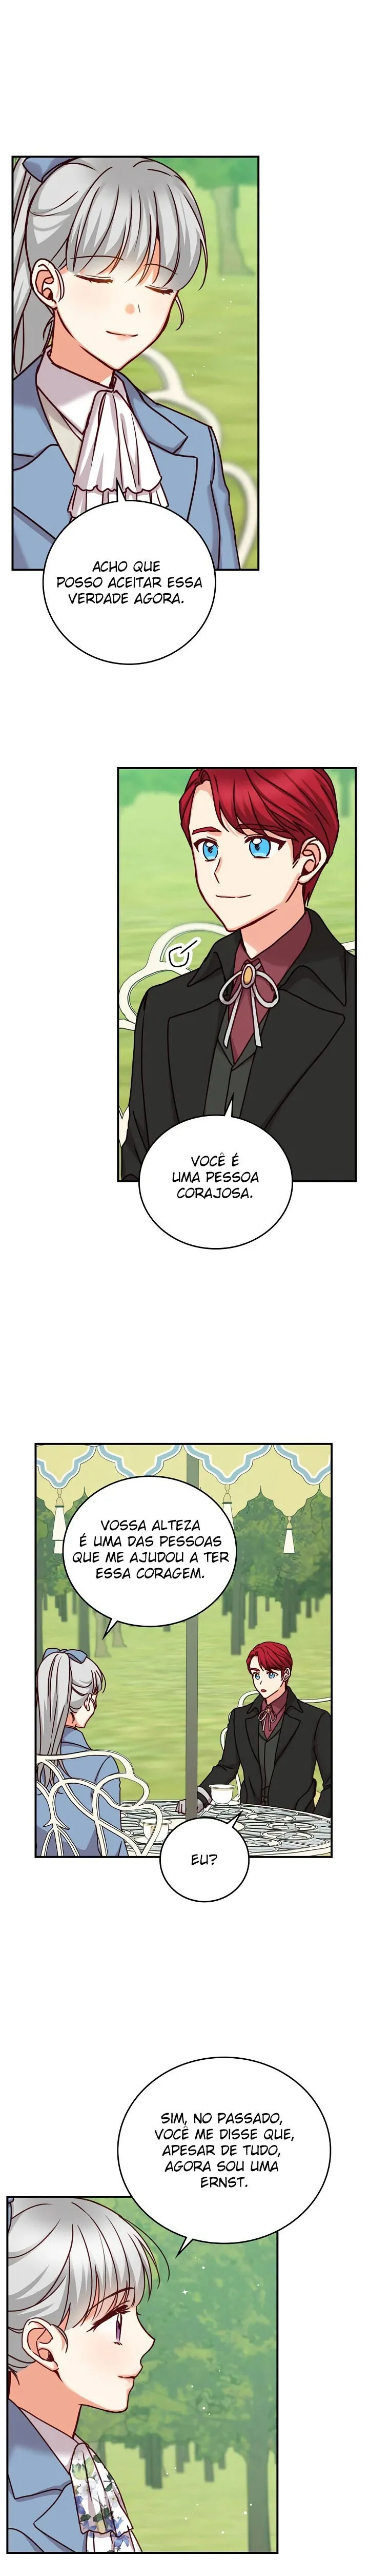 ACHO QUE
POSSO ACEITAR ESSA
VERDADE AGORA.
VOCÊ É
UMA PESSOA
CORAJOSA.
VOSSA ALTEZA
É UMA DAS PESSOAS
QUE ME AJUDOU A TER
ESSA CORAGEM.
EU?
SIM, NO PASSADO,
VOCÊ ME DISSE QUE,
APESAR DE TUDO,
AGORA SOU UMA
ERNST.